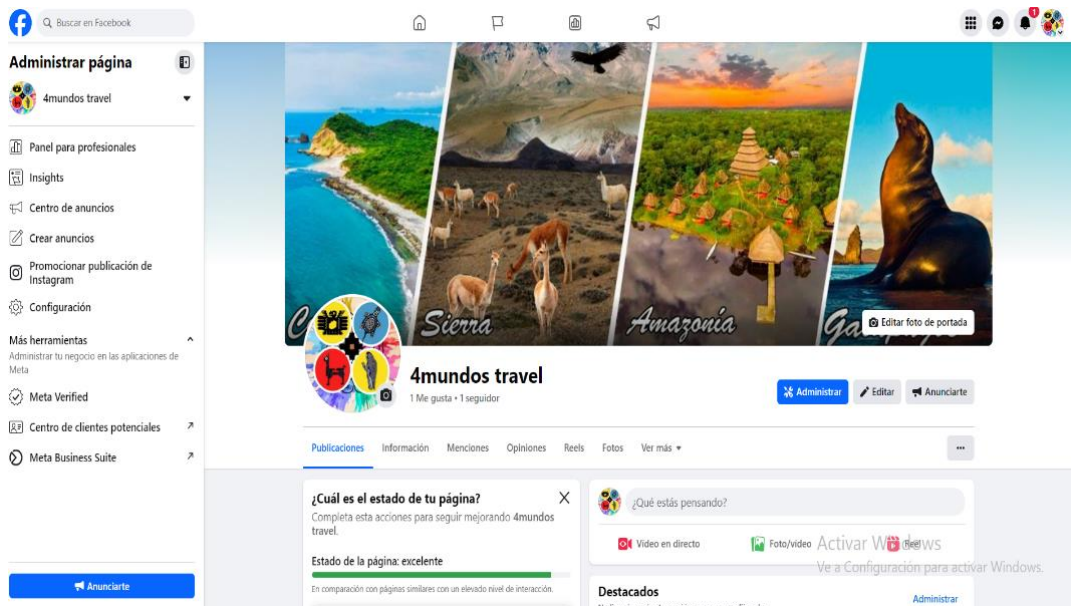 Buscar en Facebook
1
Administrar página
4mundos travel
Panel para profesionales
Insights
Centro de anuncios
Crear anuncios
Promocionar publicación de
Instagram
Configuración
Más herramientas
Administrar tu negocio en las aplicaciones de
Meta
Meta Verified
Centro de clientes potenciales
Meta Business Suite
Anunciarte
Sierra
Amazonía
Editar foto de portada
4mundos travel
1 Me gusta • 1 seguidor
Administrar
Editar
Anunciarte
Publicaciones
Información
Menciones
Opiniones
Reels
Fotos
Ver más
¿Cuál es el estado de tu página?
Completa esta acciones para seguir mejorando 4mundos
travel.
Estado de la página: excelente
En comparación con páginas similares con un elevado nivel de interacción.
¿Qué estás pensando?
Video en directo
Foto/video
Reel
Activar Windows
Ve a Configuración para activar Windows.
Destacados
Administrar